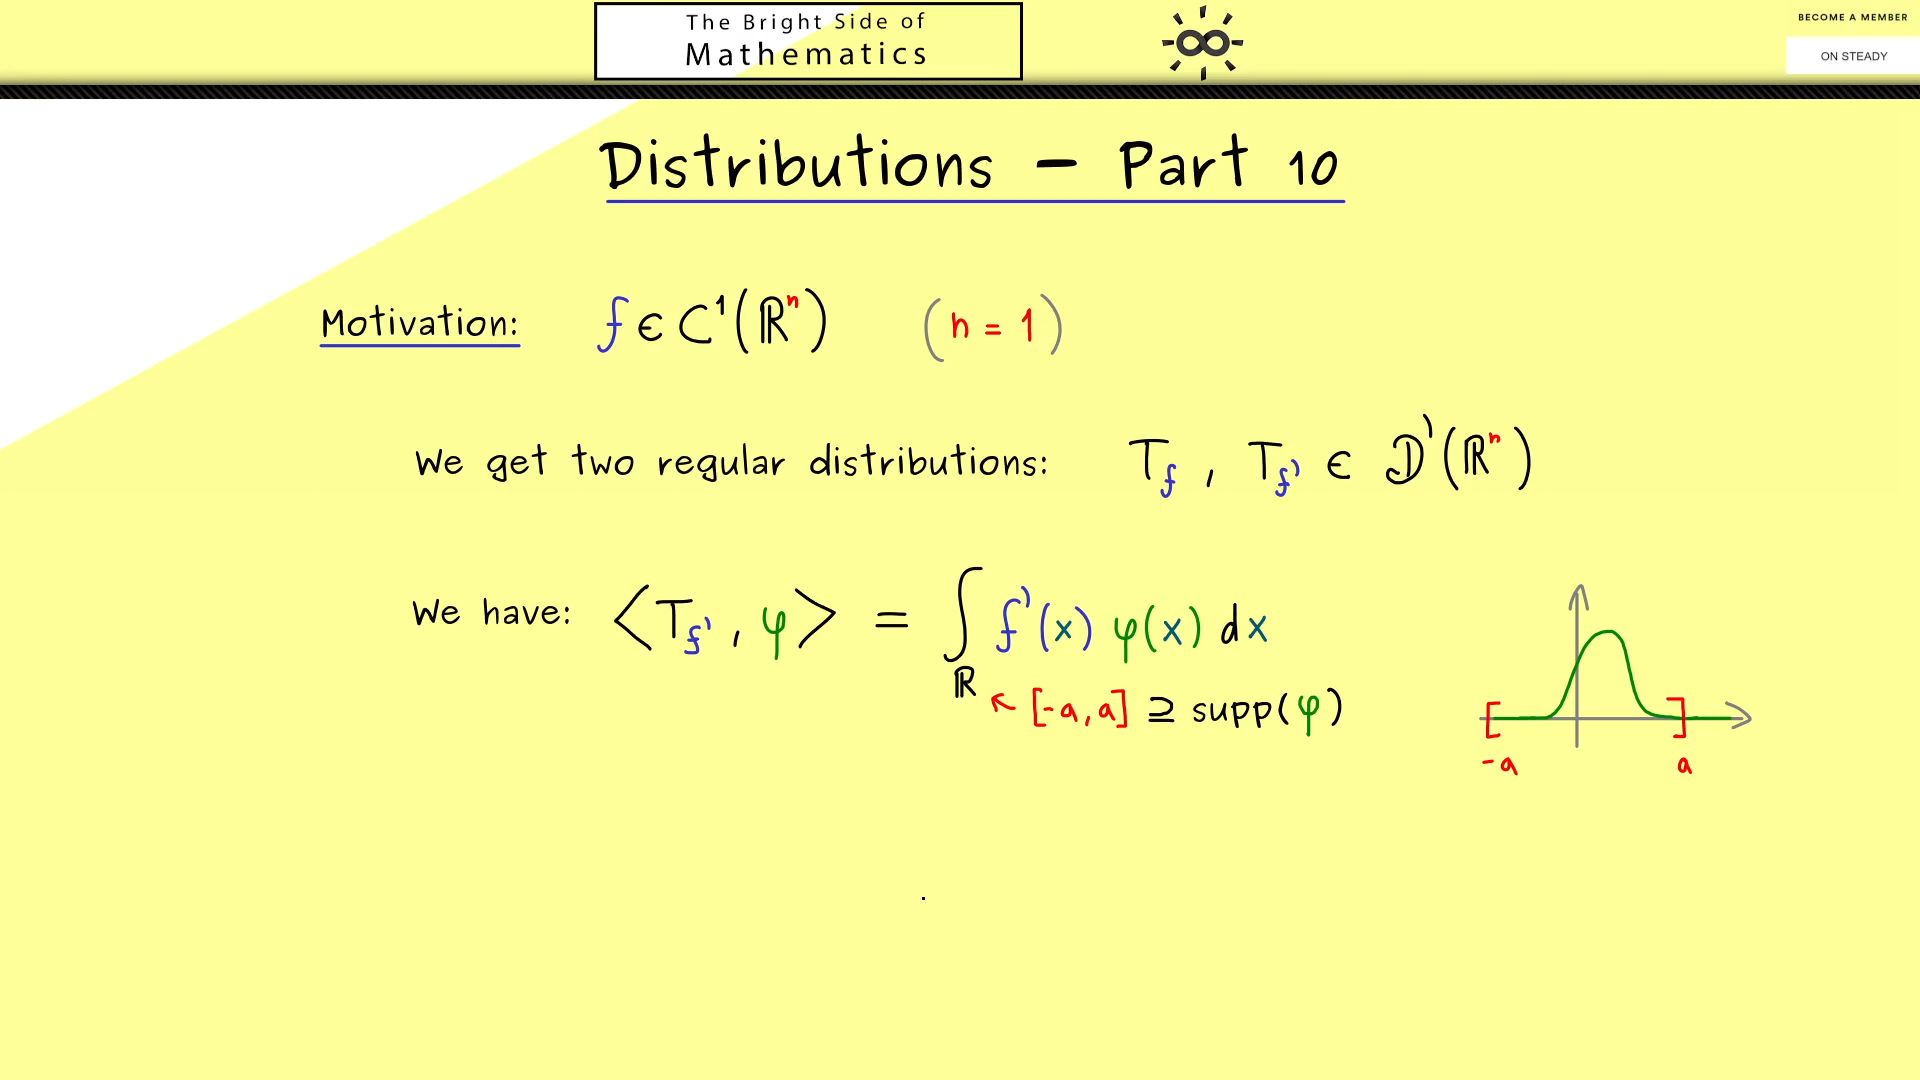 The Bright Side of
Mathematics
BECOME A MEMBER
ON STEADY
Distributions - Part 10
Motivation: f ∈ C¹(ℝⁿ) (n = 1)
We get two regular distributions: T_f , T_f' ∈ 𝒟'(ℝⁿ)
We have: ⟨T_f' , φ⟩ = ∫_ℝ f'(x) φ(x) dx
↖ [-a, a] ⊇ supp(φ)
[ ]
-a a